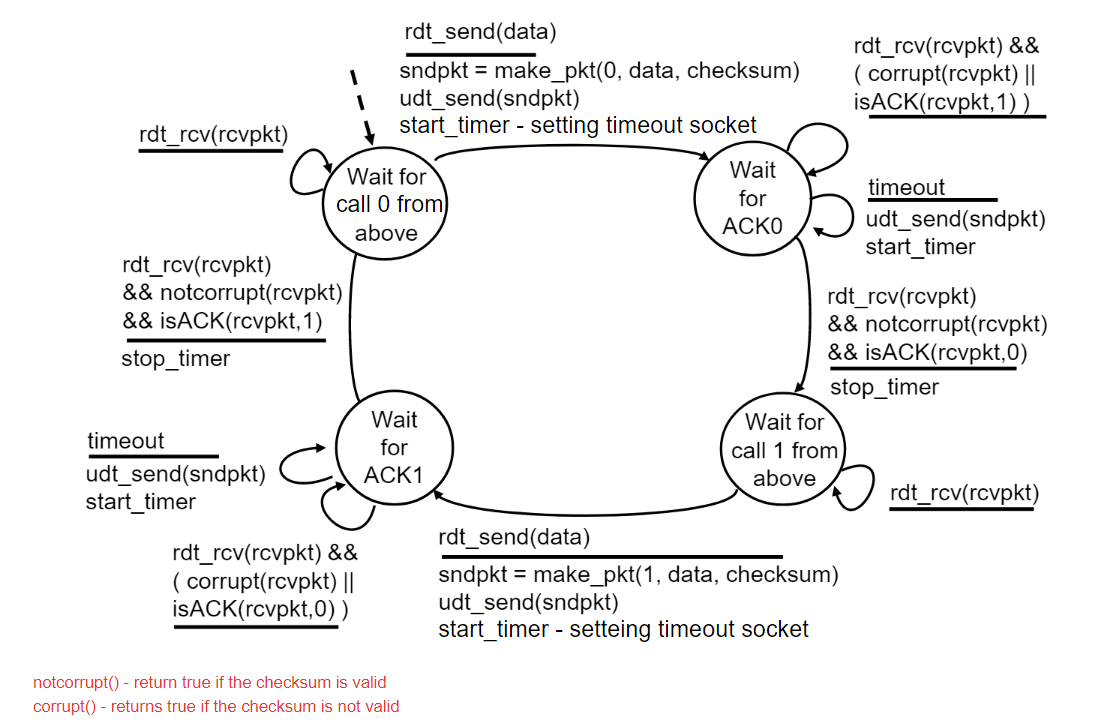 rdt_send(data)
sndpkt = make_pkt(0, data, checksum)
udt_send(sndpkt)
start_timer - setting timeout socket
rdt_rcv(rcvpkt) &&
( corrupt(rcvpkt) ||
isACK(rcvpkt,1) )
rdt_rcv(rcvpkt)
Wait for
call 0 from
above
Wait
for
ACK0
timeout
udt_send(sndpkt)
start_timer
rdt_rcv(rcvpkt)
&& notcorrupt(rcvpkt)
&& isACK(rcvpkt,1)
stop_timer
rdt_rcv(rcvpkt)
&& notcorrupt(rcvpkt)
&& isACK(rcvpkt,0)
stop_timer
Wait
for
ACK1
Wait for
call 1 from
above
timeout
udt_send(sndpkt)
start_timer
rdt_rcv(rcvpkt)
rdt_rcv(rcvpkt) &&
( corrupt(rcvpkt) ||
isACK(rcvpkt,0) )
rdt_send(data)
sndpkt = make_pkt(1, data, checksum)
udt_send(sndpkt)
start_timer - setteing timeout socket
notcorrupt() - return true if the checksum is valid
corrupt() - returns true if the checksum is not valid